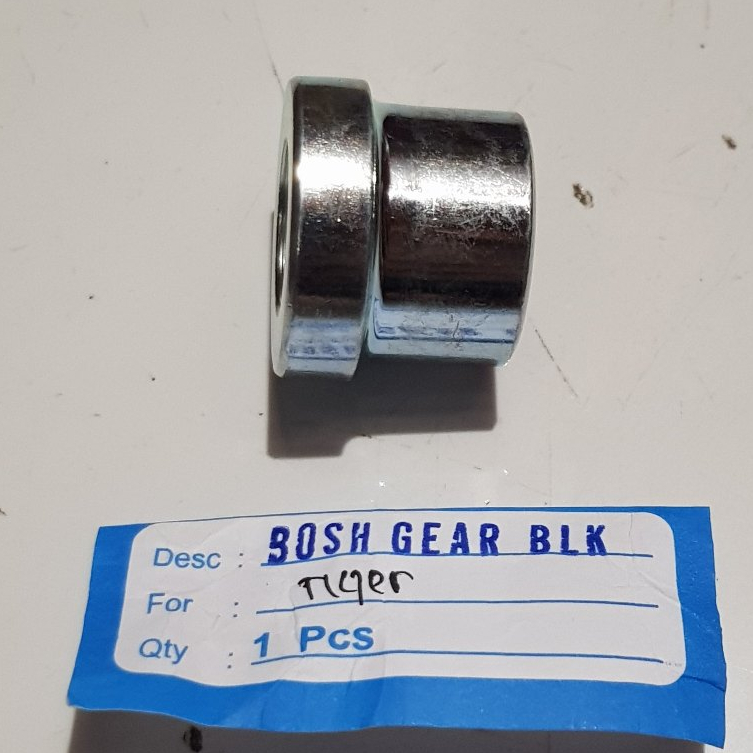 Desc : BOSH GEAR BLK
For : TIGer
Qty : 1 PcS